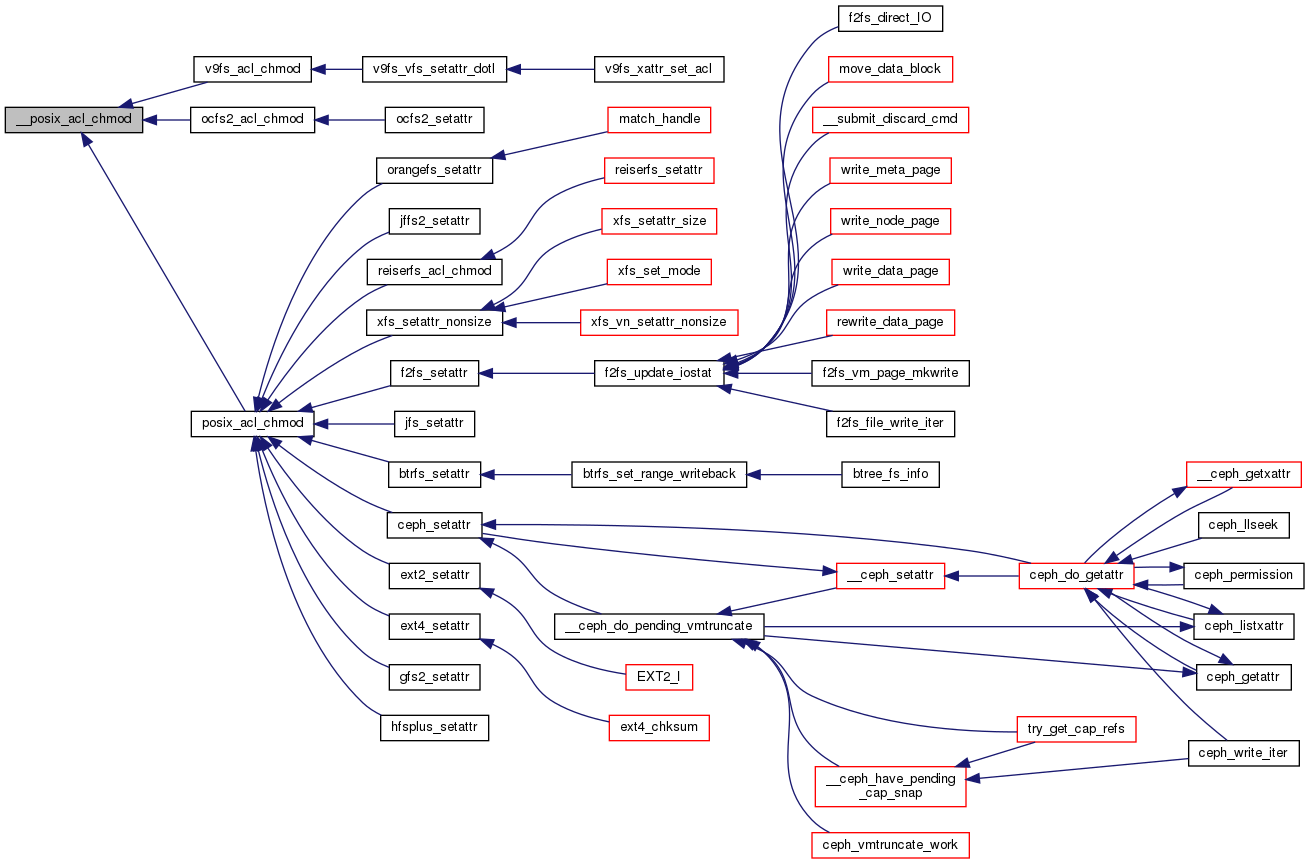 f2fs_direct_IO
v9fs_acl_chmod
v9fs_vfs_setattr_dotl
v9fs_xattr_set_acl
move_data_block
__posix_acl_chmod
ocfs2_acl_chmod
ocfs2_setattr
match_handle
__submit_discard_cmd
orangefs_setattr
reiserfs_setattr
write_meta_page
jffs2_setattr
xfs_setattr_size
write_node_page
reiserfs_acl_chmod
xfs_set_mode
write_data_page
xfs_setattr_nonsize
xfs_vn_setattr_nonsize
rewrite_data_page
f2fs_setattr
f2fs_update_iostat
f2fs_vm_page_mkwrite
posix_acl_chmod
jfs_setattr
f2fs_file_write_iter
btrfs_setattr
btrfs_set_range_writeback
btree_fs_info
__ceph_getxattr
ceph_setattr
ceph_llseek
ext2_setattr
__ceph_setattr
ceph_do_getattr
ceph_permission
ext4_setattr
__ceph_do_pending_vmtruncate
ceph_listxattr
gfs2_setattr
EXT2_I
ceph_getattr
hfsplus_setattr
ext4_chksum
try_get_cap_refs
ceph_write_iter
__ceph_have_pending
_cap_snap
ceph_vmtruncate_work